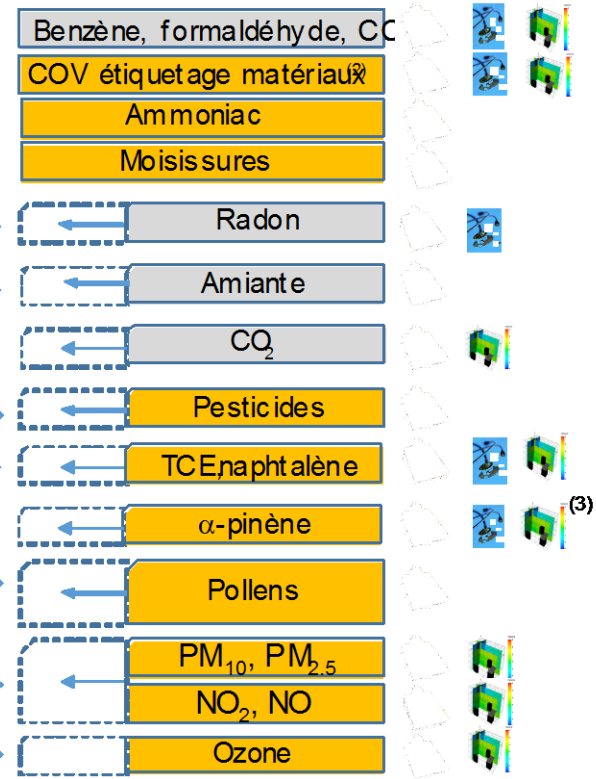 Benzène, formaldéhyde, CO
COV étiquetage matériaux(2)
Ammoniac
Moisissures
Radon
Amiante
CO2
Pesticides
TCE,naphtalène
α-pinène
(3)
Pollens
PM10, PM2.5
NO2, NO
Ozone